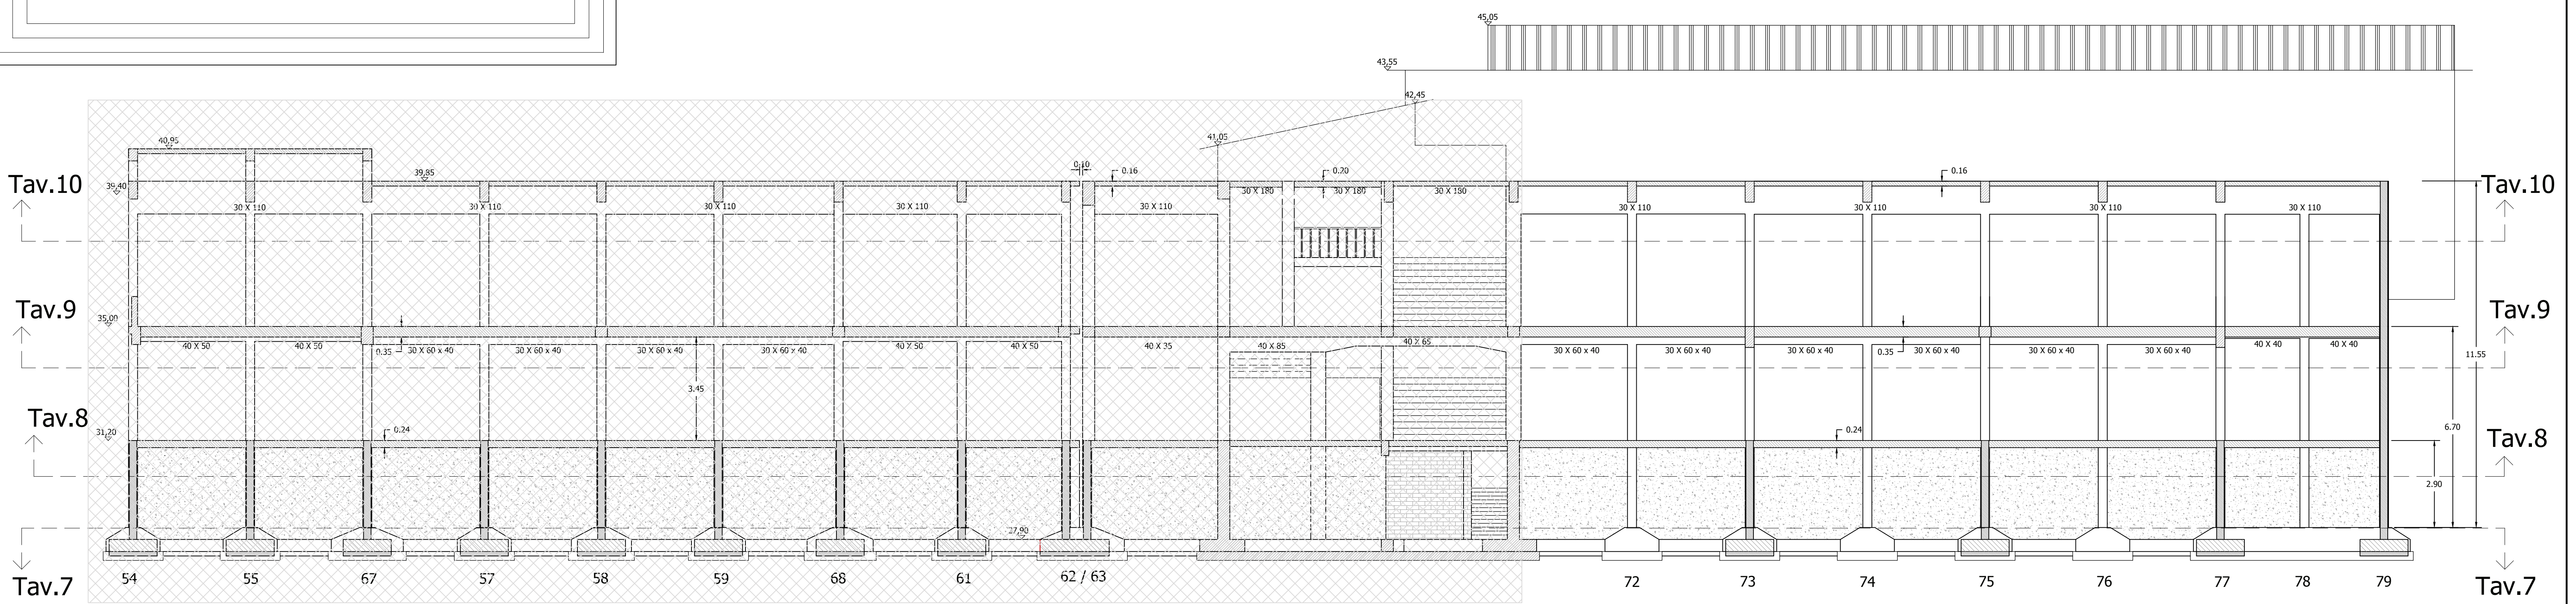 45,05
43,55
42,45
41,05
40,95
39,85
0,10
0.16
0.20
0.16
Tav.10
39,40
30 X 180
30 X 180
30 X 180
Tav.10
30 X 110
30 X 110
30 X 110
30 X 110
30 X 110
30 X 110
30 X 110
30 X 110
30 X 110
30 X 110
Tav.9
35,00
Tav.9
40 X 50
40 X 50
0.35
30 X 60 x 40
30 X 60 x 40
30 X 60 x 40
30 X 60 x 40
40 X 50
40 X 50
40 X 35
40 X 85
40 X 65
30 X 60 x 40
30 X 60 x 40
30 X 60 x 40
0.35
30 X 60 x 40
30 X 60 x 40
30 X 60 x 40
40 X 40
40 X 40
11.55
3.45
Tav.8
31,20
0.24
0.24
6.70
Tav.8
2.90
27,90
Tav.7
54
55
67
57
58
59
68
61
62 / 63
72
73
74
75
76
77
78
79
Tav.7